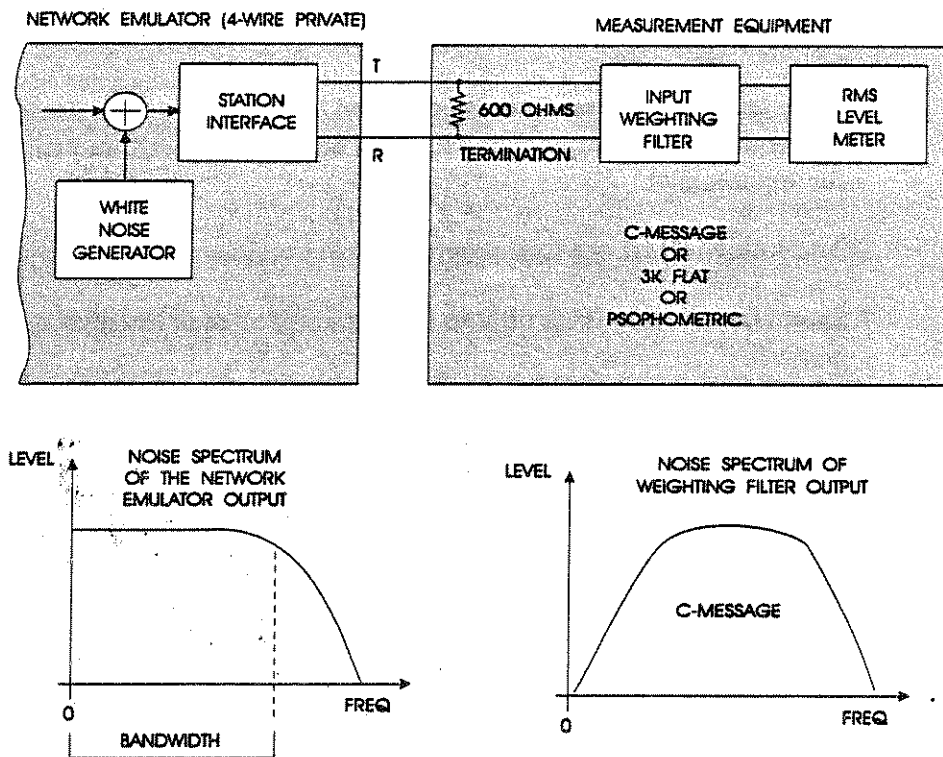 NETWORK EMULATOR (4-WIRE PRIVATE)
MEASUREMENT EQUIPMENT
STATION
INTERFACE
WHITE
NOISE
GENERATOR
T
R
600 OHMS
TERMINATION
INPUT
WEIGHTING
FILTER
RMS
LEVEL
METER
C-MESSAGE
OR
3K FLAT
OR
PSOPHOMETRIC
LEVEL
NOISE SPECTRUM
OF THE NETWORK
EMULATOR OUTPUT
0
FREQ
BANDWIDTH
LEVEL
NOISE SPECTRUM OF
WEIGHTING FILTER OUTPUT
C-MESSAGE
0
FREQ